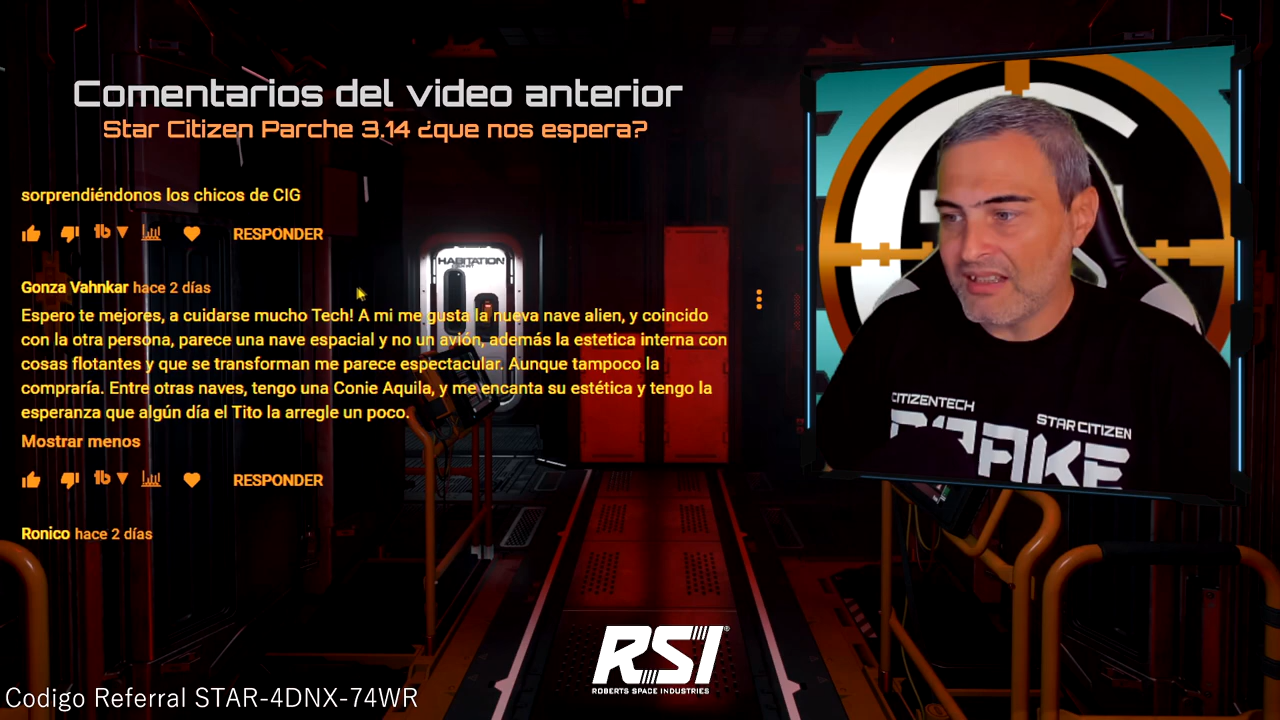 Comentarios del video anterior
Star Citizen Parche 3.14 ¿que nos espera?
sorprendiéndonos los chicos de CIG
RESPONDER
Gonza Vahnkar hace 2 días
Espero te mejores, a cuidarse mucho Tech! A mi me gusta la nueva nave alien, y coincido
con la otra persona, parece una nave espacial y no un avión, además la estetica interna con
cosas flotantes y que se transforman me parece espectacular. Aunque tampoco la
compraría. Entre otras naves, tengo una Conie Aquila, y me encanta su estética y tengo la
esperanza que algún día el Tito la arregle un poco.
Mostrar menos
RESPONDER
Ronico hace 2 días
HABITATION
CITIZENTECH
STAR CITIZEN
DRAKE
RSI
ROBERTS SPACE INDUSTRIES
Codigo Referral STAR-4DNX-74WR